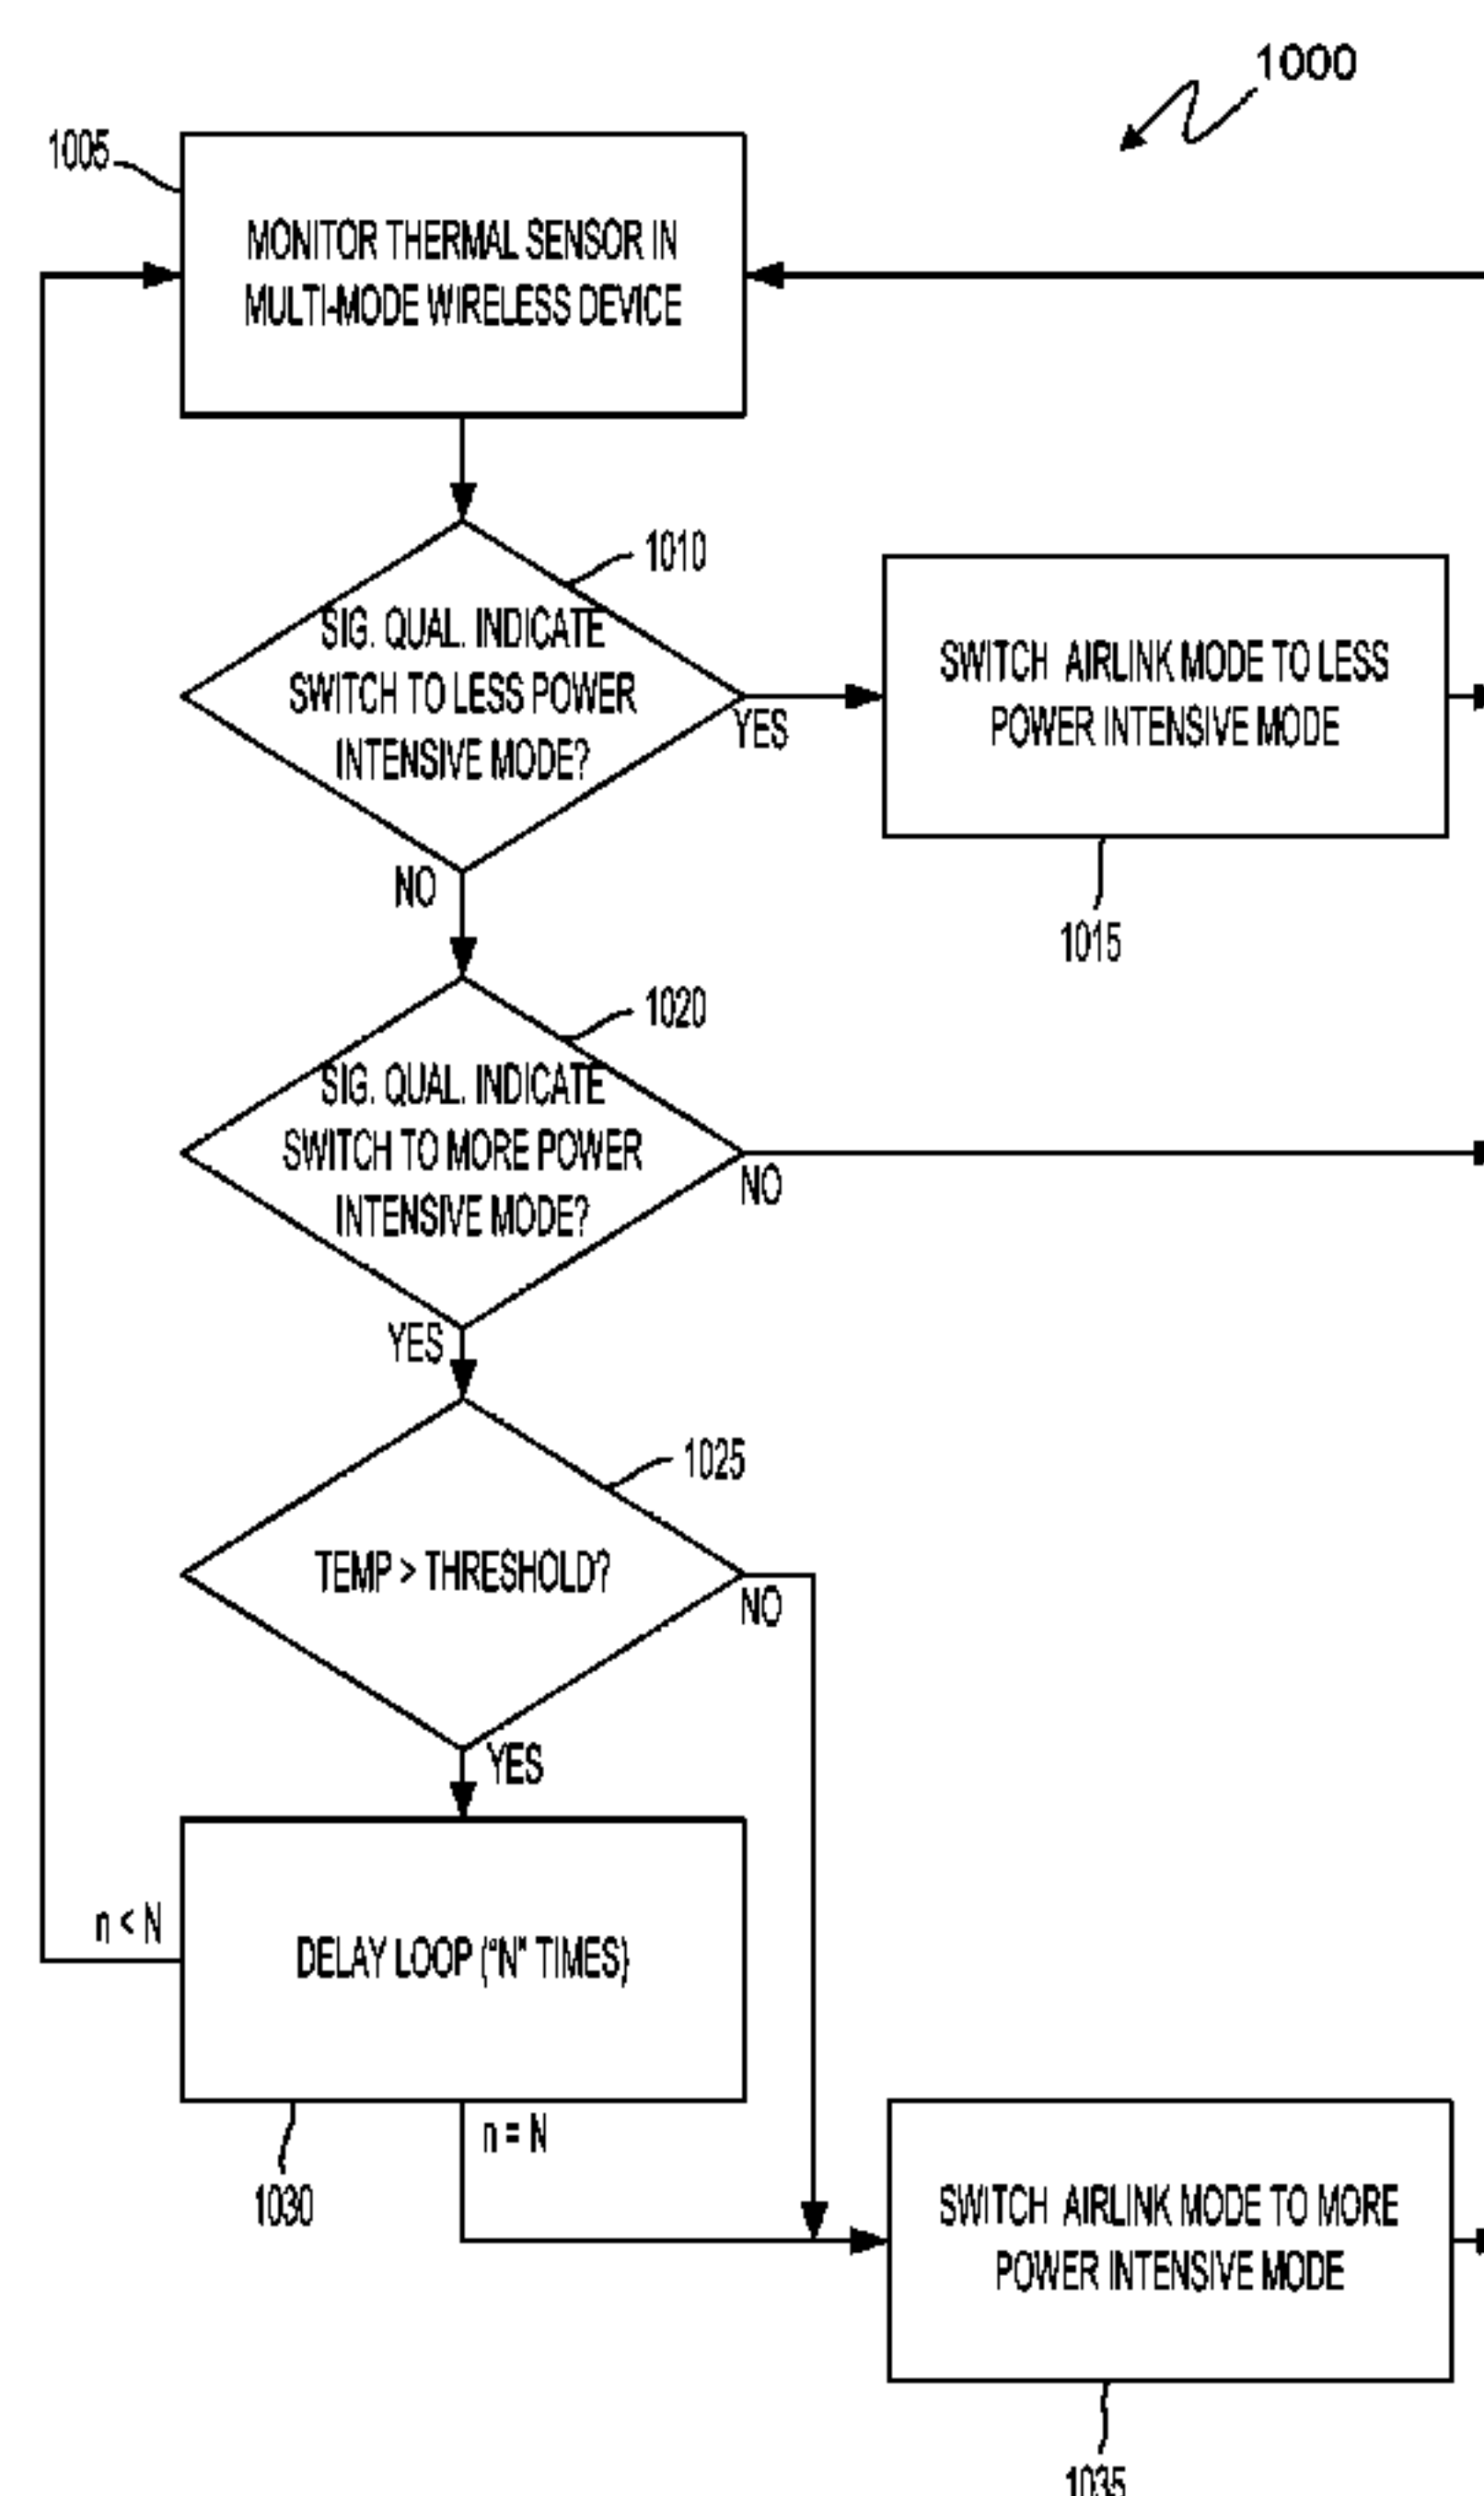 1000
1005
MONITOR THERMAL SENSOR IN
MULTI-MODE WIRELESS DEVICE
1010
SIG. QUAL. INDICATE
SWITCH TO LESS POWER
INTENSIVE MODE?
YES
NO
SWITCH AIRLINK MODE TO LESS
POWER INTENSIVE MODE
1015
1020
SIG. QUAL. INDICATE
SWITCH TO MORE POWER
INTENSIVE MODE?
NO
YES
1025
TEMP > THRESHOLD?
NO
YES
n < N
DELAY LOOP ("N" TIMES)
n = N
1030
SWITCH AIRLINK MODE TO MORE
POWER INTENSIVE MODE
1035